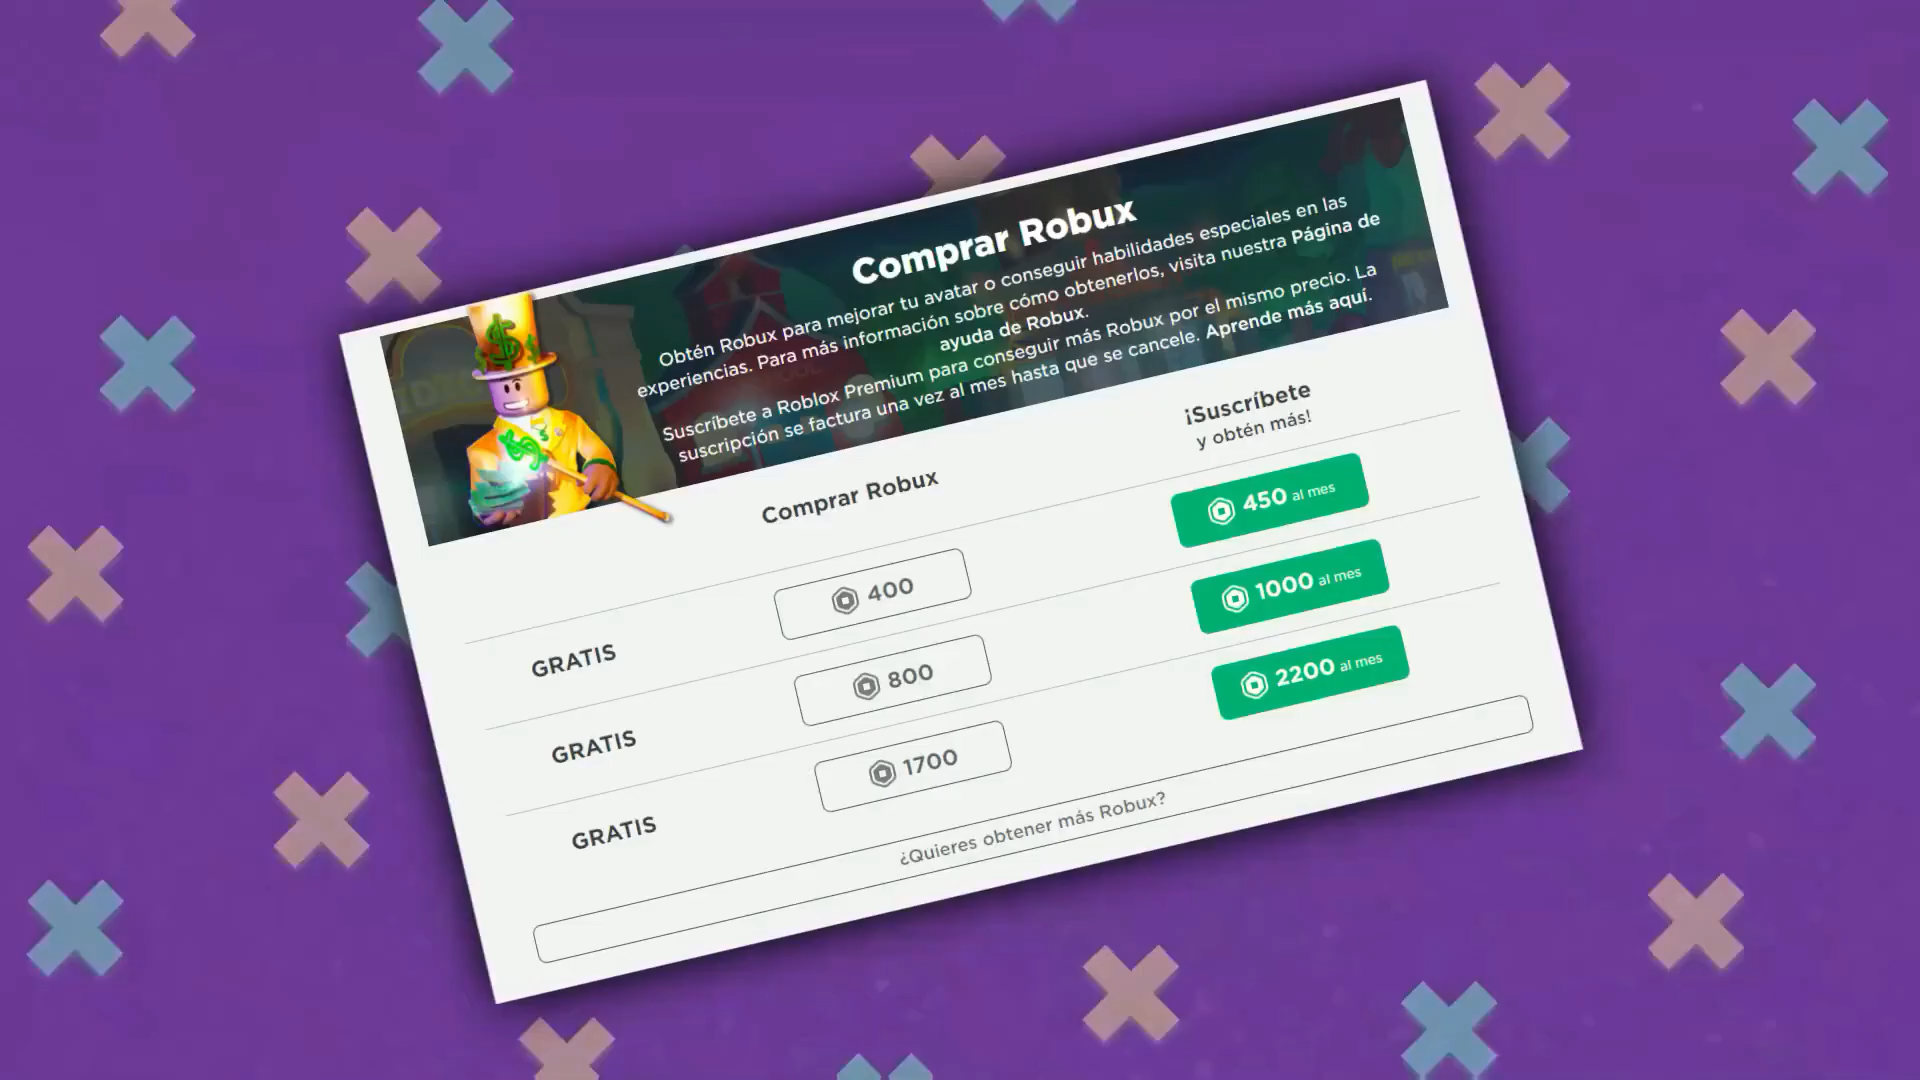 Comprar Robux
Obtén Robux para mejorar tu avatar o conseguir habilidades especiales en las
experiencias. Para más información sobre cómo obtenerlos, visita nuestra Página de
ayuda de Robux.
Suscríbete a Roblox Premium para conseguir más Robux por el mismo precio. La
suscripción se factura una vez al mes hasta que se cancele. Aprende más aquí.
Comprar Robux
¡Suscríbete
y obtén más!
GRATIS
400
450 al mes
GRATIS
800
1000 al mes
GRATIS
1700
2200 al mes
¿Quieres obtener más Robux?